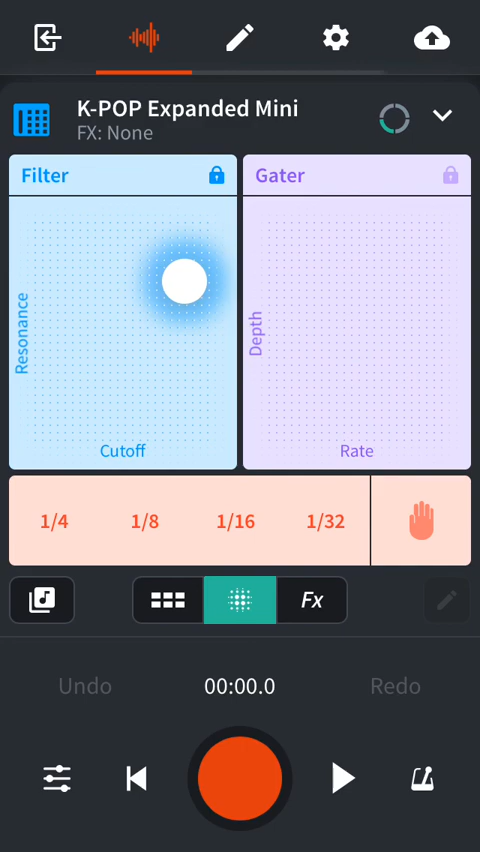 K-POP Expanded Mini
FX: None
Filter
Gater
Resonance
Depth
Cutoff
Rate
1/4
1/8
1/16
1/32
Fx
Undo
00:00.0
Redo